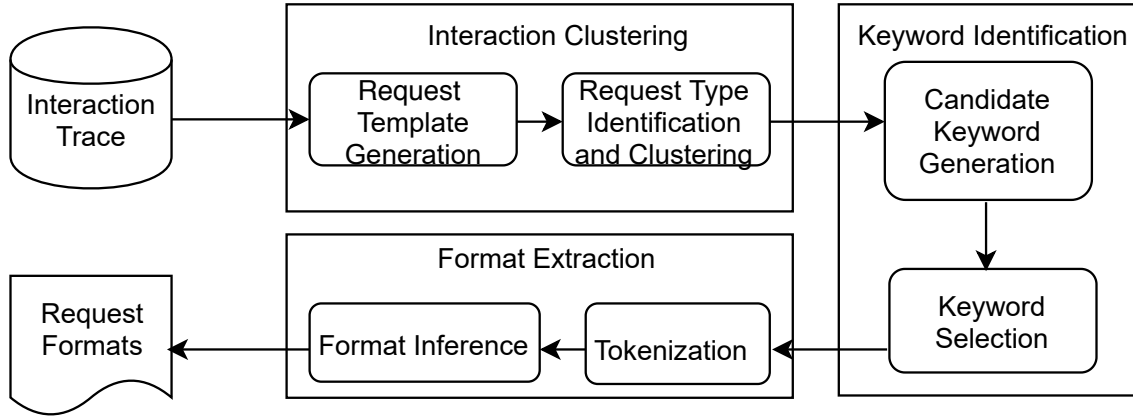 Interaction
Trace
Interaction Clustering
Request
Template
Generation
Request Type
Identification
and Clustering
Keyword Identification
Candidate
Keyword
Generation
Keyword
Selection
Format Extraction
Tokenization
Format Inference
Request
Formats